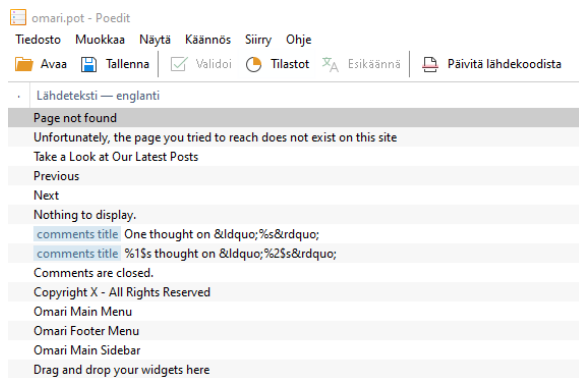 omari.pot - Poedit
Tiedosto Muokkaa Näytä Käännös Siirry Ohje
Avaa Tallenna Validoi Tilastot Esikäännä Päivitä lähdekoodista
Lähdeteksti — englanti
Page not found
Unfortunately, the page you tried to reach does not exist on this site
Take a Look at Our Latest Posts
Previous
Next
Nothing to display.
comments title One thought on &ldquo;%s&rdquo;
comments title %1$s thought on &ldquo;%2$s&rdquo;
Comments are closed.
Copyright X - All Rights Reserved
Omari Main Menu
Omari Footer Menu
Omari Main Sidebar
Drag and drop your widgets here